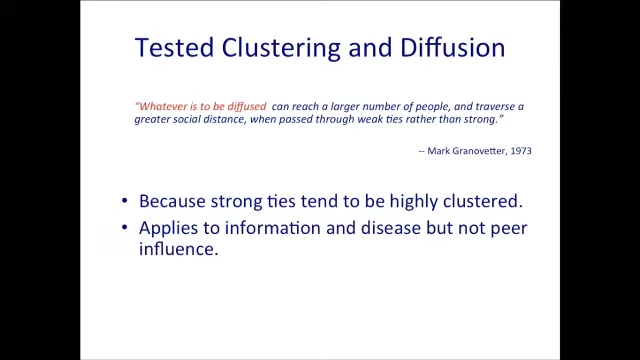 Tested Clustering and Diffusion
“Whatever is to be diffused can reach a larger number of people, and traverse a
greater social distance, when passed through weak ties rather than strong.”
-- Mark Granovetter, 1973
• Because strong ties tend to be highly clustered.
• Applies to information and disease but not peer
influence.